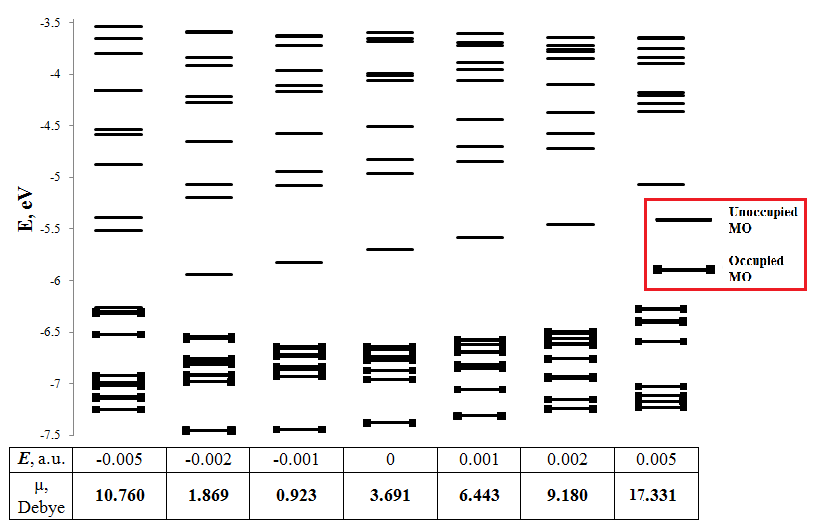 -3.5
-4
-4.5
-5
-5.5
-6
-6.5
-7
-7.5
E, eV
Unoccupied
MO
Occupied
MO
E, a.u. -0.005 -0.002 -0.001 0 0.001 0.002 0.005
μ,
Debye 10.760 1.869 0.923 3.691 6.443 9.180 17.331